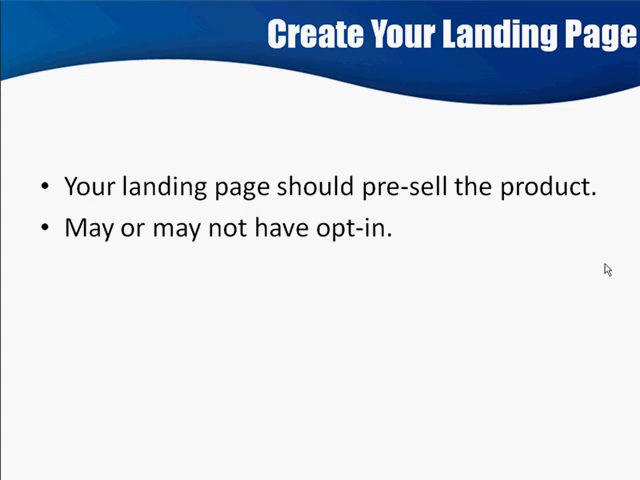 Create Your Landing Page
• Your landing page should pre-sell the product.
• May or may not have opt-in.